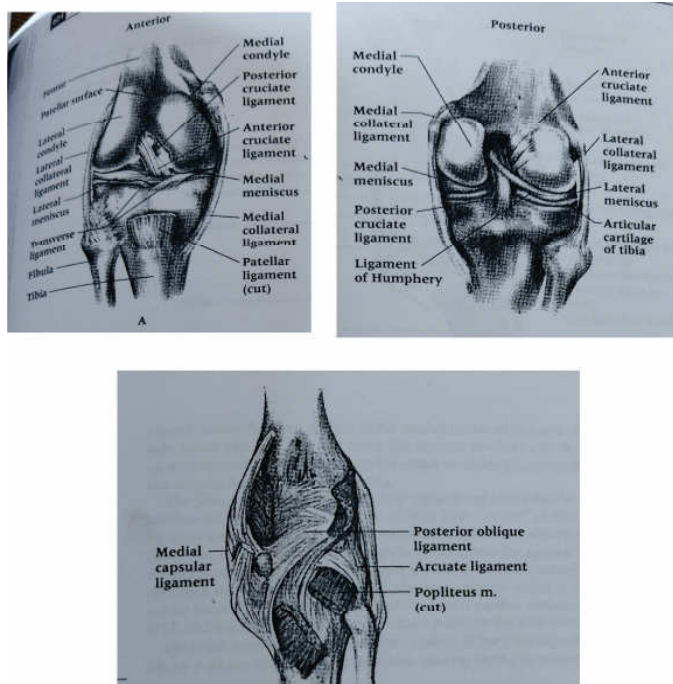 Anterior
Femur
Patellar surface
Lateral
condyle
Lateral
collateral
ligament
Lateral
meniscus
Transverse
ligament
Fibula
Tibia
Medial
condyle
Posterior
cruciate
ligament
Anterior
cruciate
ligament
Medial
meniscus
Medial
collateral
ligament
Patellar
ligament
(cut)
A
Posterior
Medial
condyle
Medial
collateral
ligament
Medial
meniscus
Posterior
cruciate
ligament
Ligament
of Humphery
Anterior
cruciate
ligament
Lateral
collateral
ligament
Lateral
meniscus
Articular
cartilage
of tibia
Medial
capsular
ligament
Posterior oblique
ligament
Arcuate ligament
Popliteus m.
(cut)